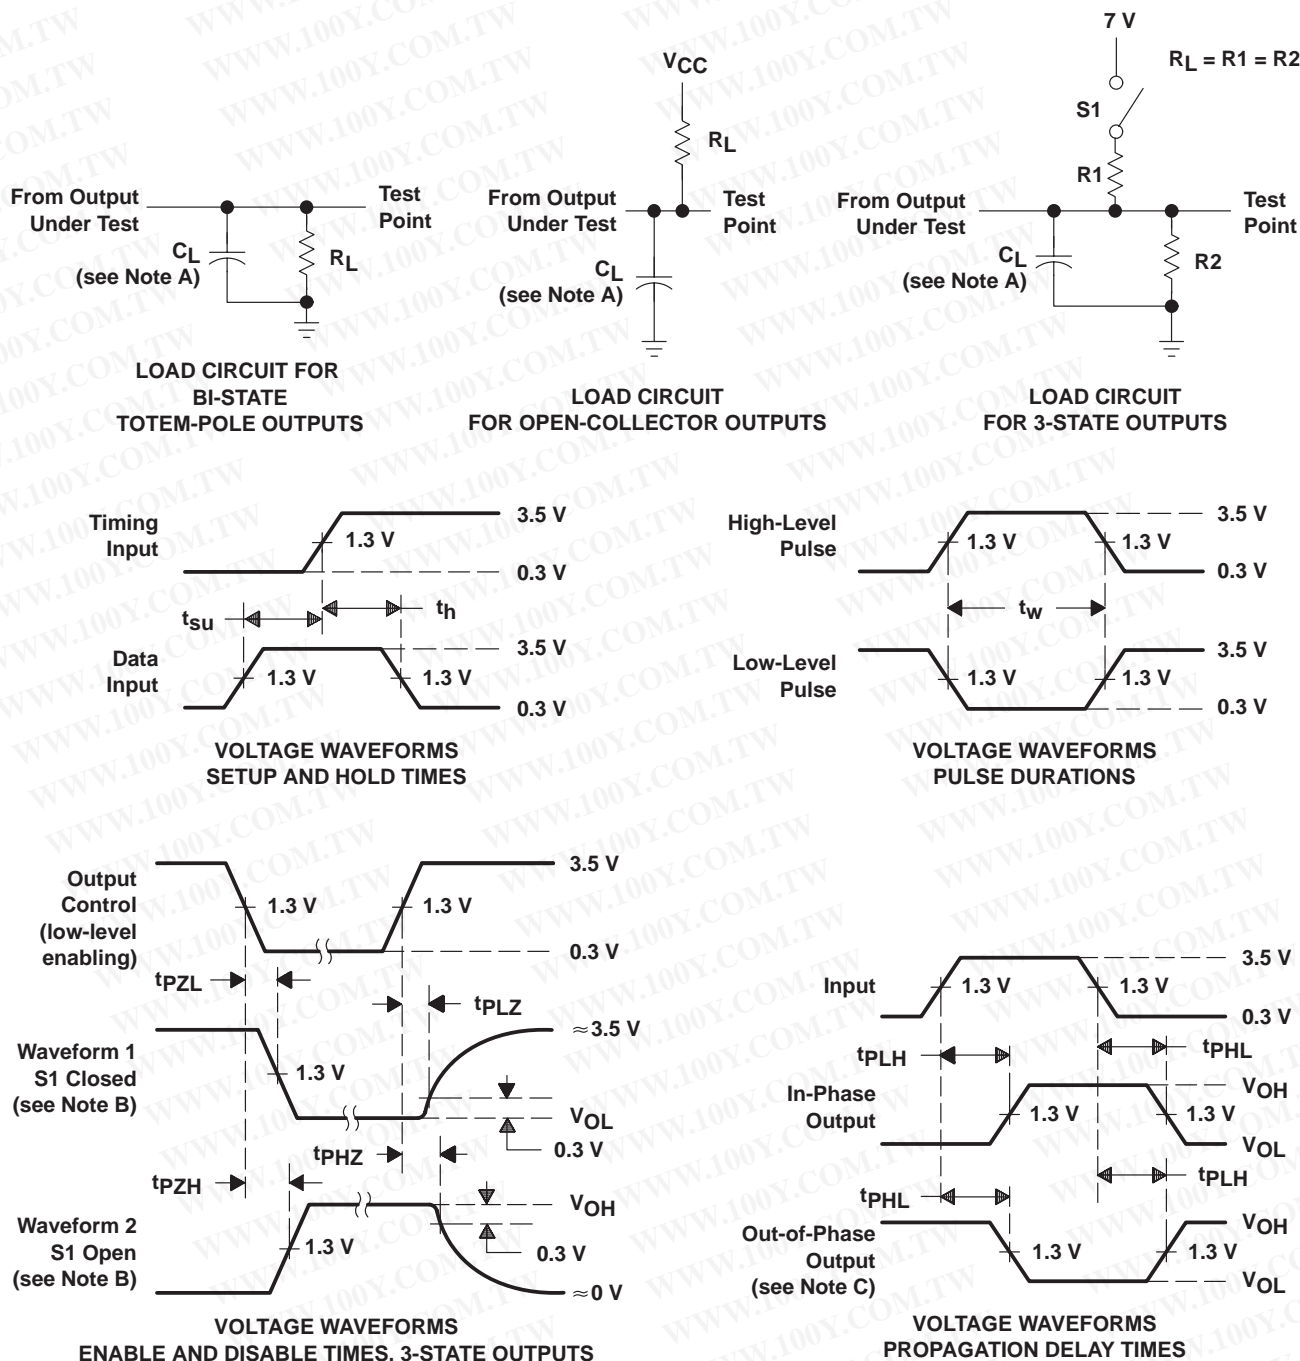 7 V
RL = R1 = R2
VCC
S1
RL
R1
From Output
Under Test
Test
Point
CL
(see Note A)
RL
From Output
Under Test
Test
Point
CL
(see Note A)
From Output
Under Test
Test
Point
CL
(see Note A)
R2
LOAD CIRCUIT FOR
BI-STATE
TOTEM-POLE OUTPUTS
LOAD CIRCUIT
FOR OPEN-COLLECTOR OUTPUTS
LOAD CIRCUIT
FOR 3-STATE OUTPUTS
Timing
Input
1.3 V
3.5 V
0.3 V
tsu
th
Data
Input
1.3 V
1.3 V
3.5 V
0.3 V
VOLTAGE WAVEFORMS
SETUP AND HOLD TIMES
High-Level
Pulse
1.3 V
1.3 V
3.5 V
0.3 V
tw
Low-Level
Pulse
1.3 V
1.3 V
3.5 V
0.3 V
VOLTAGE WAVEFORMS
PULSE DURATIONS
Output
Control
(low-level
enabling)
1.3 V
1.3 V
3.5 V
0.3 V
tPZL
tPLZ
Waveform 1
S1 Closed
(see Note B)
1.3 V
≈3.5 V
VOL
0.3 V
tPHZ
tPZH
Waveform 2
S1 Open
(see Note B)
1.3 V
VOH
0.3 V
≈0 V
VOLTAGE WAVEFORMS
ENABLE AND DISABLE TIMES, 3-STATE OUTPUTS
Input
1.3 V
1.3 V
3.5 V
0.3 V
tPLH
tPHL
In-Phase
Output
1.3 V
1.3 V
VOH
VOL
tPHL
tPLH
Out-of-Phase
Output
(see Note C)
1.3 V
1.3 V
VOH
VOL
VOLTAGE WAVEFORMS
PROPAGATION DELAY TIMES
WWW.100Y.COM.TW